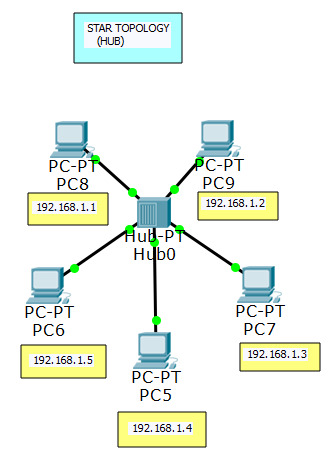 STAR TOPOLOGY
(HUB)
PC-PT
PC8
PC-PT
PC9
192.168.1.1
192.168.1.2
Hub-PT
Hub0
PC-PT
PC6
PC-PT
PC7
192.168.1.5
192.168.1.3
PC-PT
PC5
192.168.1.4